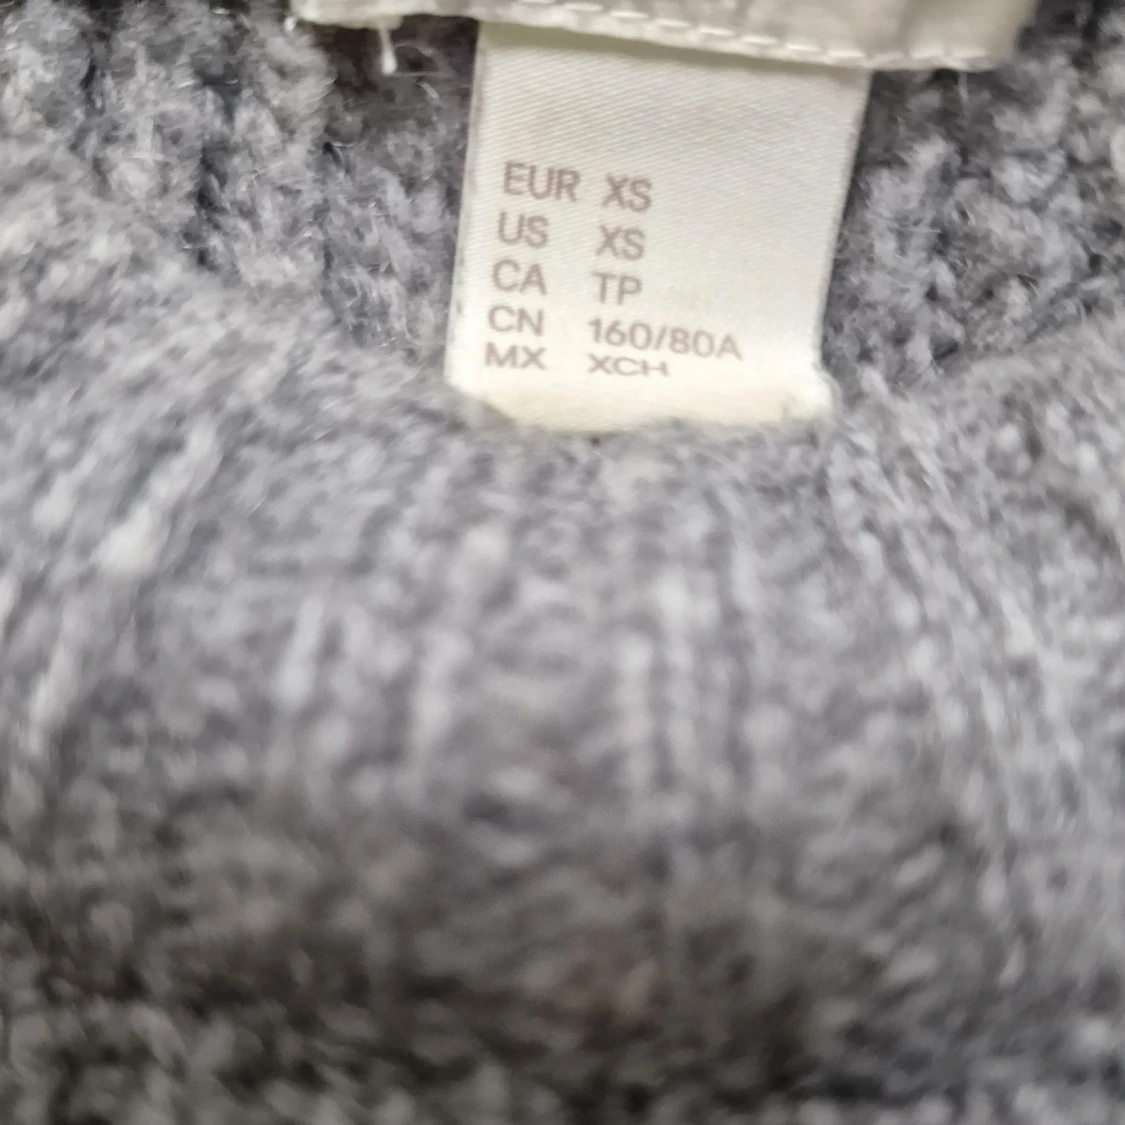 EUR XS
US XS
CA TP
CN 160/80A
MX XCH